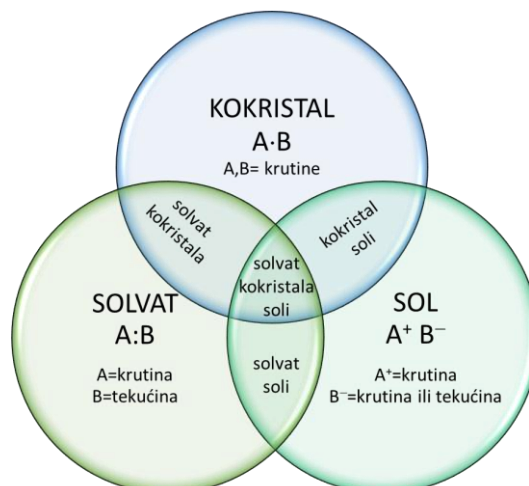 KOKRISTAL
A·B
A,B= krutine
solvat
kokristala
kokristal
soli
solvat
kokristala
soli
SOLVAT
A:B
A=krutina
B=tekućina
SOL
A⁺ B⁻
A⁺=krutina
B⁻=krutina ili tekućina
solvat
soli